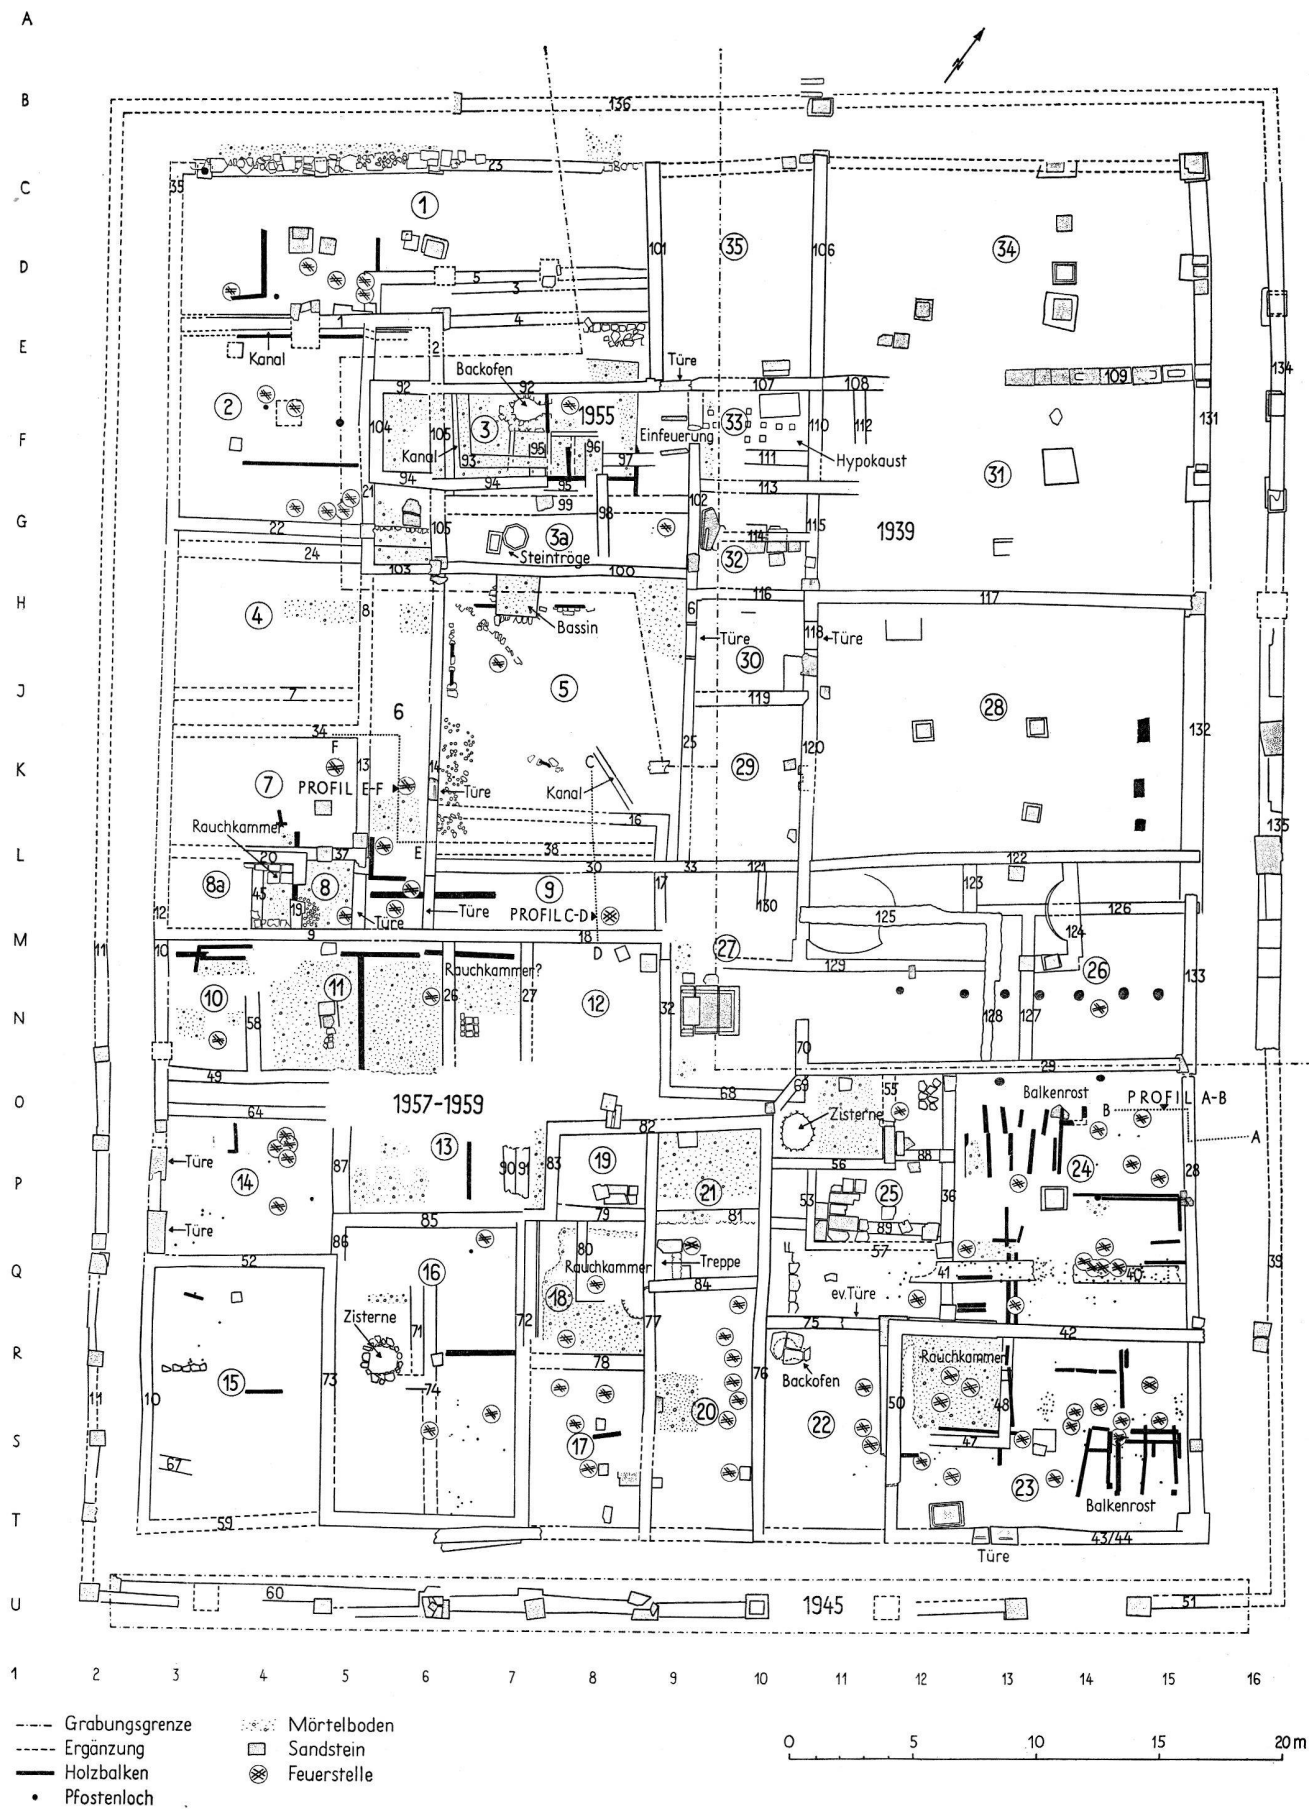 A
B
136
23
C
35
1
101
35
106
34
D
5
3
1
4
E
Kanal
2
134
Backofen
Türe
92
92
107
108
109
131
2
104
105
3
1955
33
110
112
F
Kanal
93
95
96
97
Einfeuerung
111
Hypokaust
94
94
95
113
31
21
99
102
G
22
105
98
3a
114
115
1939
24
103
Steintröge
100
32
H
4
8
Bassin
6
116
117
Türe
118
Türe
30
J
7
6
5
119
28
34
F
25
120
132
K
7
13
14
C
29
PROFIL E-F
Türe
Kanal
Rauchkammer
16
135
L
20
37
E
38
30
33
121
122
8a
45
8
9
17
123
12
19
Türe
Türe
PROFIL C-D
130
125
126
M
11
10
9
18
D
27
124
129
26
133
Rauchkammer?
10
11
26
27
12
32
N
58
128
127
70
49
29
O
64
1957-1959
68
69
55
Balkenrost
PROFIL A-B
82
Zisterne
B
A
13
83
19
88
24
28
Türe
87
90
91
56
P
14
21
53
25
36
85
79
81
89
Türe
86
57
52
80
Q
16
Rauchkammer
Treppe
41
40
39
18
84
ev.Türe
Zisterne
71
72
77
75
42
R
78
Rauchkammer
15
73
76
Backofen
11
10
74
50
48
20
22
S
17
47
67
23
Balkenrost
T
59
43/44
Türe
U
60
1945
51
1 2 3 4 5 6 7 8 9 10 11 12 13 14 15 16
Grabungsgrenze
Mörtelboden
Ergänzung
Sandstein
Holzbalken
Feuerstelle
Pfostenloch
0 5 10 15 20 m
N